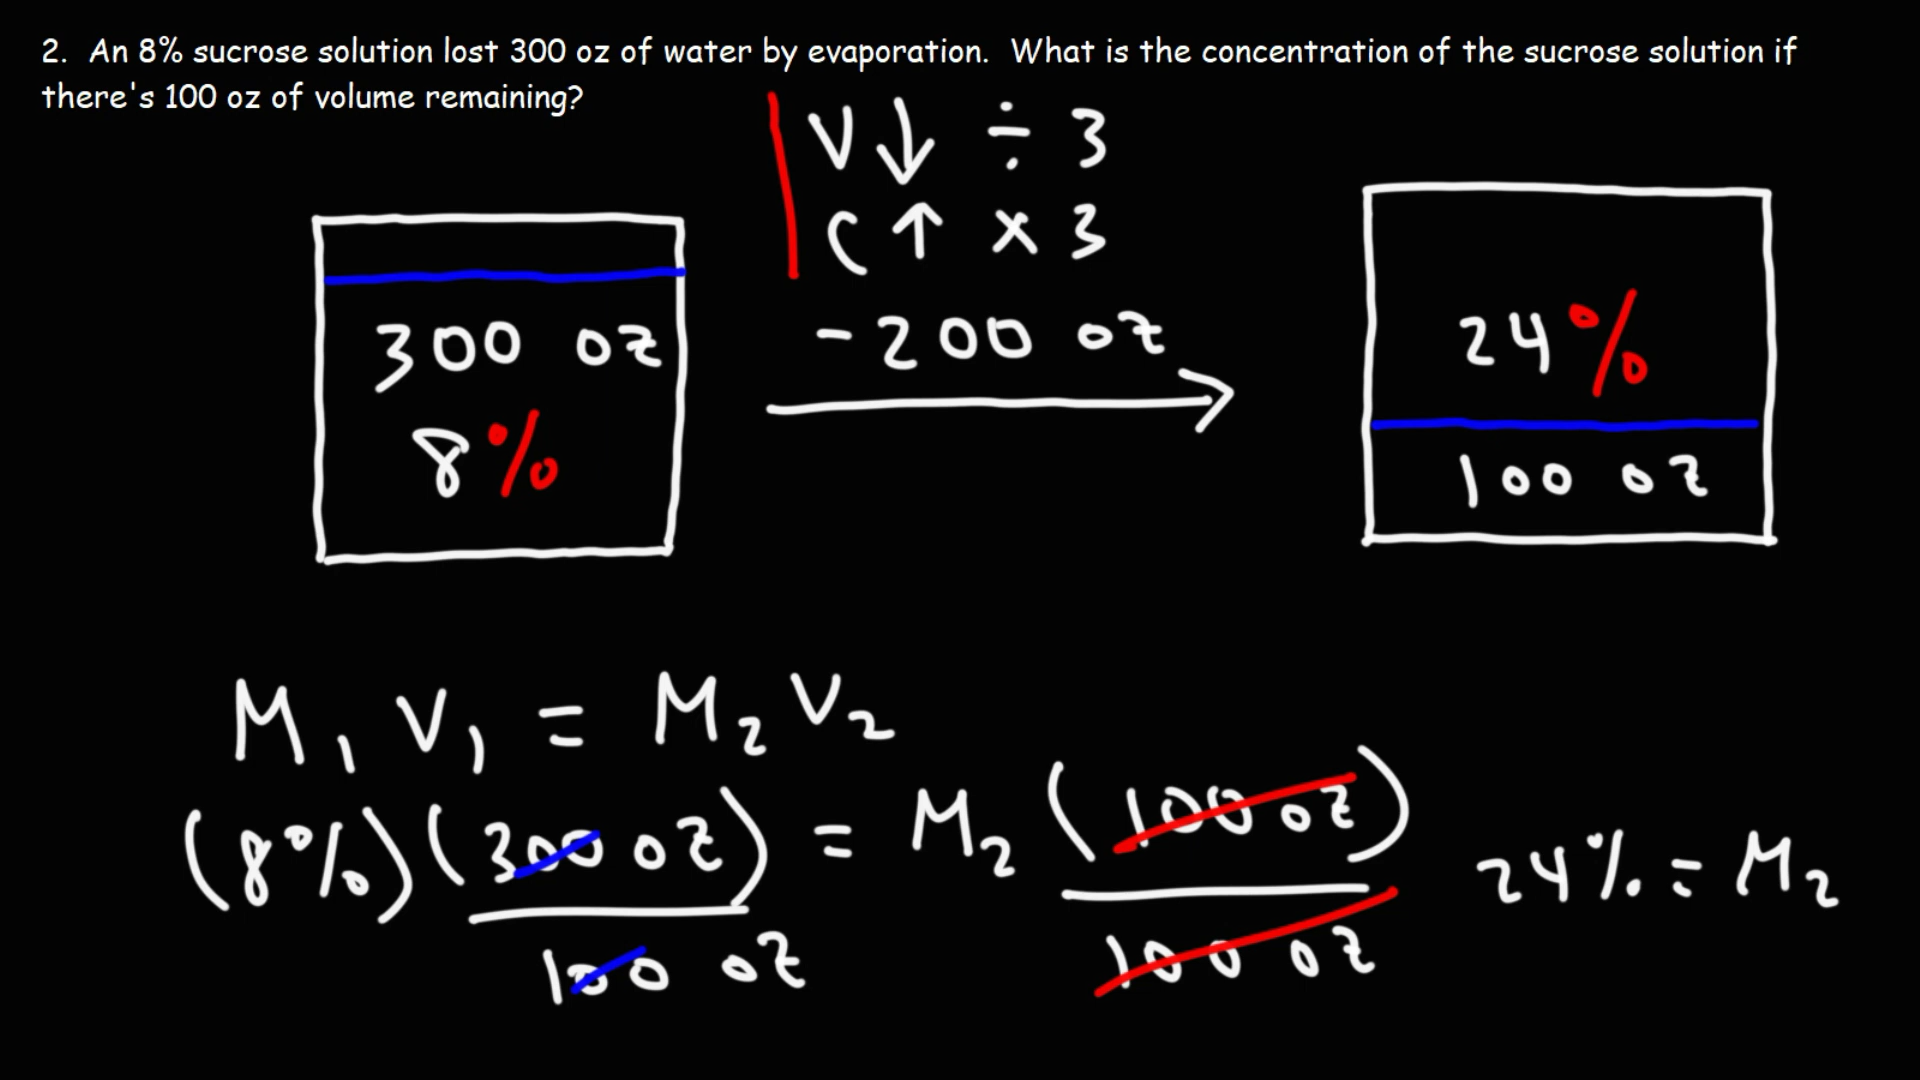 2. An 8% sucrose solution lost 300 oz of water by evaporation. What is the concentration of the sucrose solution if
there's 100 oz of volume remaining?
V↓ ÷ 3
C↑ × 3
-200 oz
300 oz
8%
24%
100 oz
M₁V₁ = M₂V₂
(8%)(300 oz) = M₂(100 oz)
100 oz 100 oz
24% = M₂